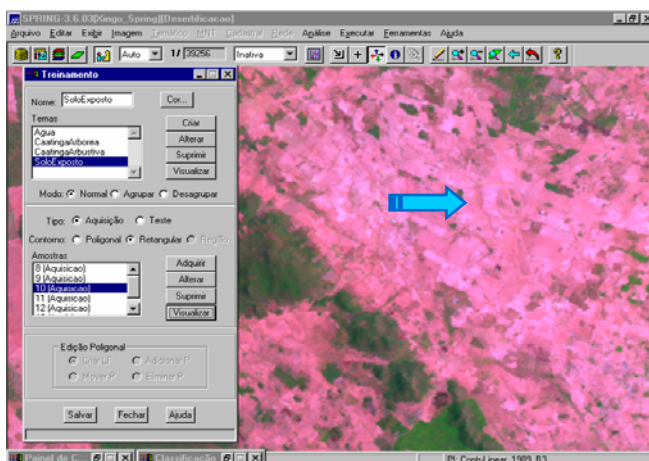 SPRING-3.6.03[Xingo_Spring][Desertificacao]
Arquivo Editar Exibir Imagem Temático MNT Cadastral Rede Análise Executar Ferramentas Ajuda
Auto 1/ 39256 Inativa
Treinamento
Nome: SoloExposto Cor...
Temas
Agua
CaatingaArborea
CaatingaArbustiva
SoloExposto
Criar
Alterar
Suprimir
Visualizar
Modo: Normal Agrupar Desagrupar
Tipo: Aquisição Teste
Contorno: Poligonal Retangular Região
Amostras
8 (Aquisicao)
9 (Aquisicao)
10 (Aquisicao)
11 (Aquisicao)
12 (Aquisicao)
Adquirir
Alterar
Suprimir
Visualizar
Edição Poligonal
Criar LF Adicionar P.
Mover P. Eliminar P.
Salvar Fechar Ajuda
Painel de C... Classificação